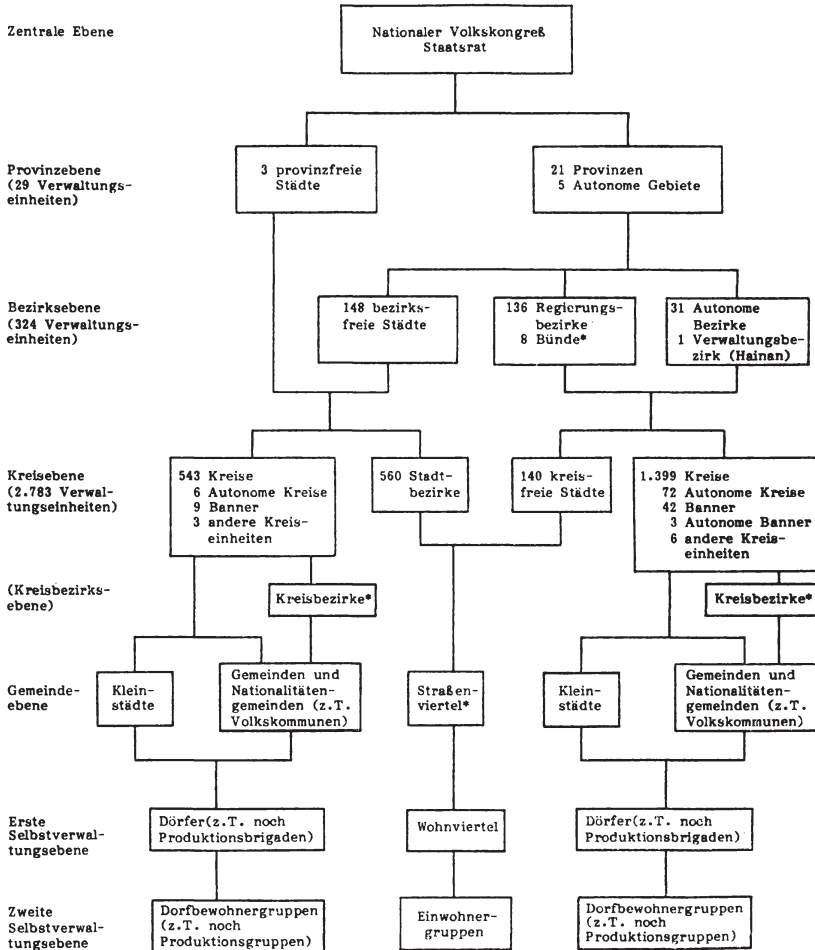 Zentrale Ebene
Nationaler Volkskongreß
Staatsrat
Provinzebene
(29 Verwaltungs-
einheiten)
3 provinzfreie
Städte
21 Provinzen
5 Autonome Gebiete
Bezirksebene
(324 Verwaltungs-
einheiten)
148 bezirks-
freie Städte
136 Regierungs-
bezirke
8 Bünde*
31 Autonome
Bezirke
1 Verwaltungsbe-
zirk (Hainan)
Kreisebene
(2.783 Verwal-
tungseinheiten)
543 Kreise
6 Autonome Kreise
9 Banner
3 andere Kreis-
einheiten
560 Stadt-
bezirke
140 kreis-
freie Städte
1.399 Kreise
72 Autonome Kreise
42 Banner
3 Autonome Banner
6 andere Kreis-
einheiten
(Kreisbezirks-
ebene)
Kreisbezirke*
Kreisbezirke*
Gemeinde-
ebene
Klein-
städte
Gemeinden und
Nationalitäten-
gemeinden (z.T.
Volkskommunen)
Straßen-
viertel*
Klein-
städte
Gemeinden und
Nationalitäten-
gemeinden (z.T.
Volkskommunen)
Erste
Selbstverwal-
tungsebene
Dörfer(z.T. noch
Produktionsbrigaden)
Wohnviertel
Dörfer(z.T. noch
Produktionsbrigaden)
Zweite
Selbstverwal-
tungsebene
Dorfbewohnergruppen
(z.T. noch
Produktionsgruppen)
Einwohner-
gruppen
Dorfbewohnergruppen
(z.T. noch
Produktionsgruppen)